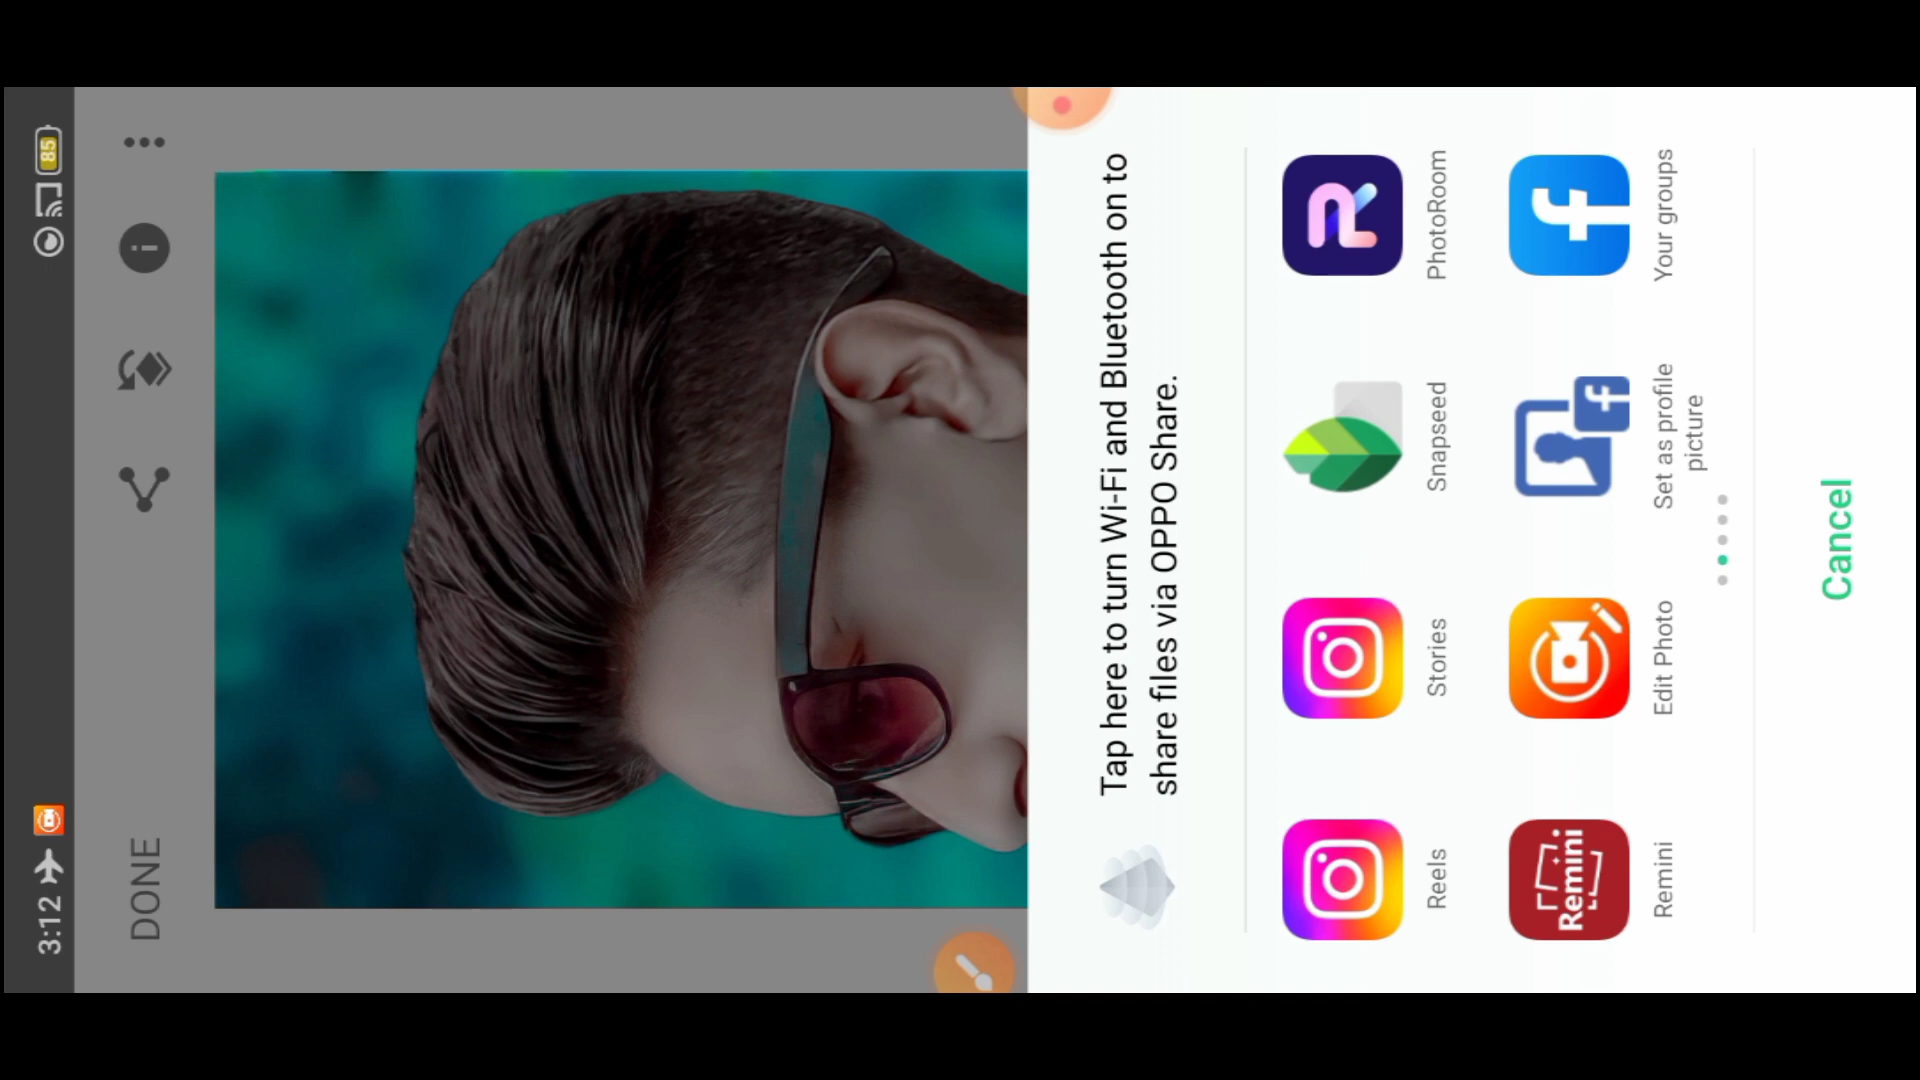 3:12
85
DONE
Tap here to turn Wi-Fi and Bluetooth on to
share files via OPPO Share.
Reels
Stories
Snapseed
PhotoRoom
Remini
Remini
Edit Photo
Set as profile
picture
Your groups
Cancel